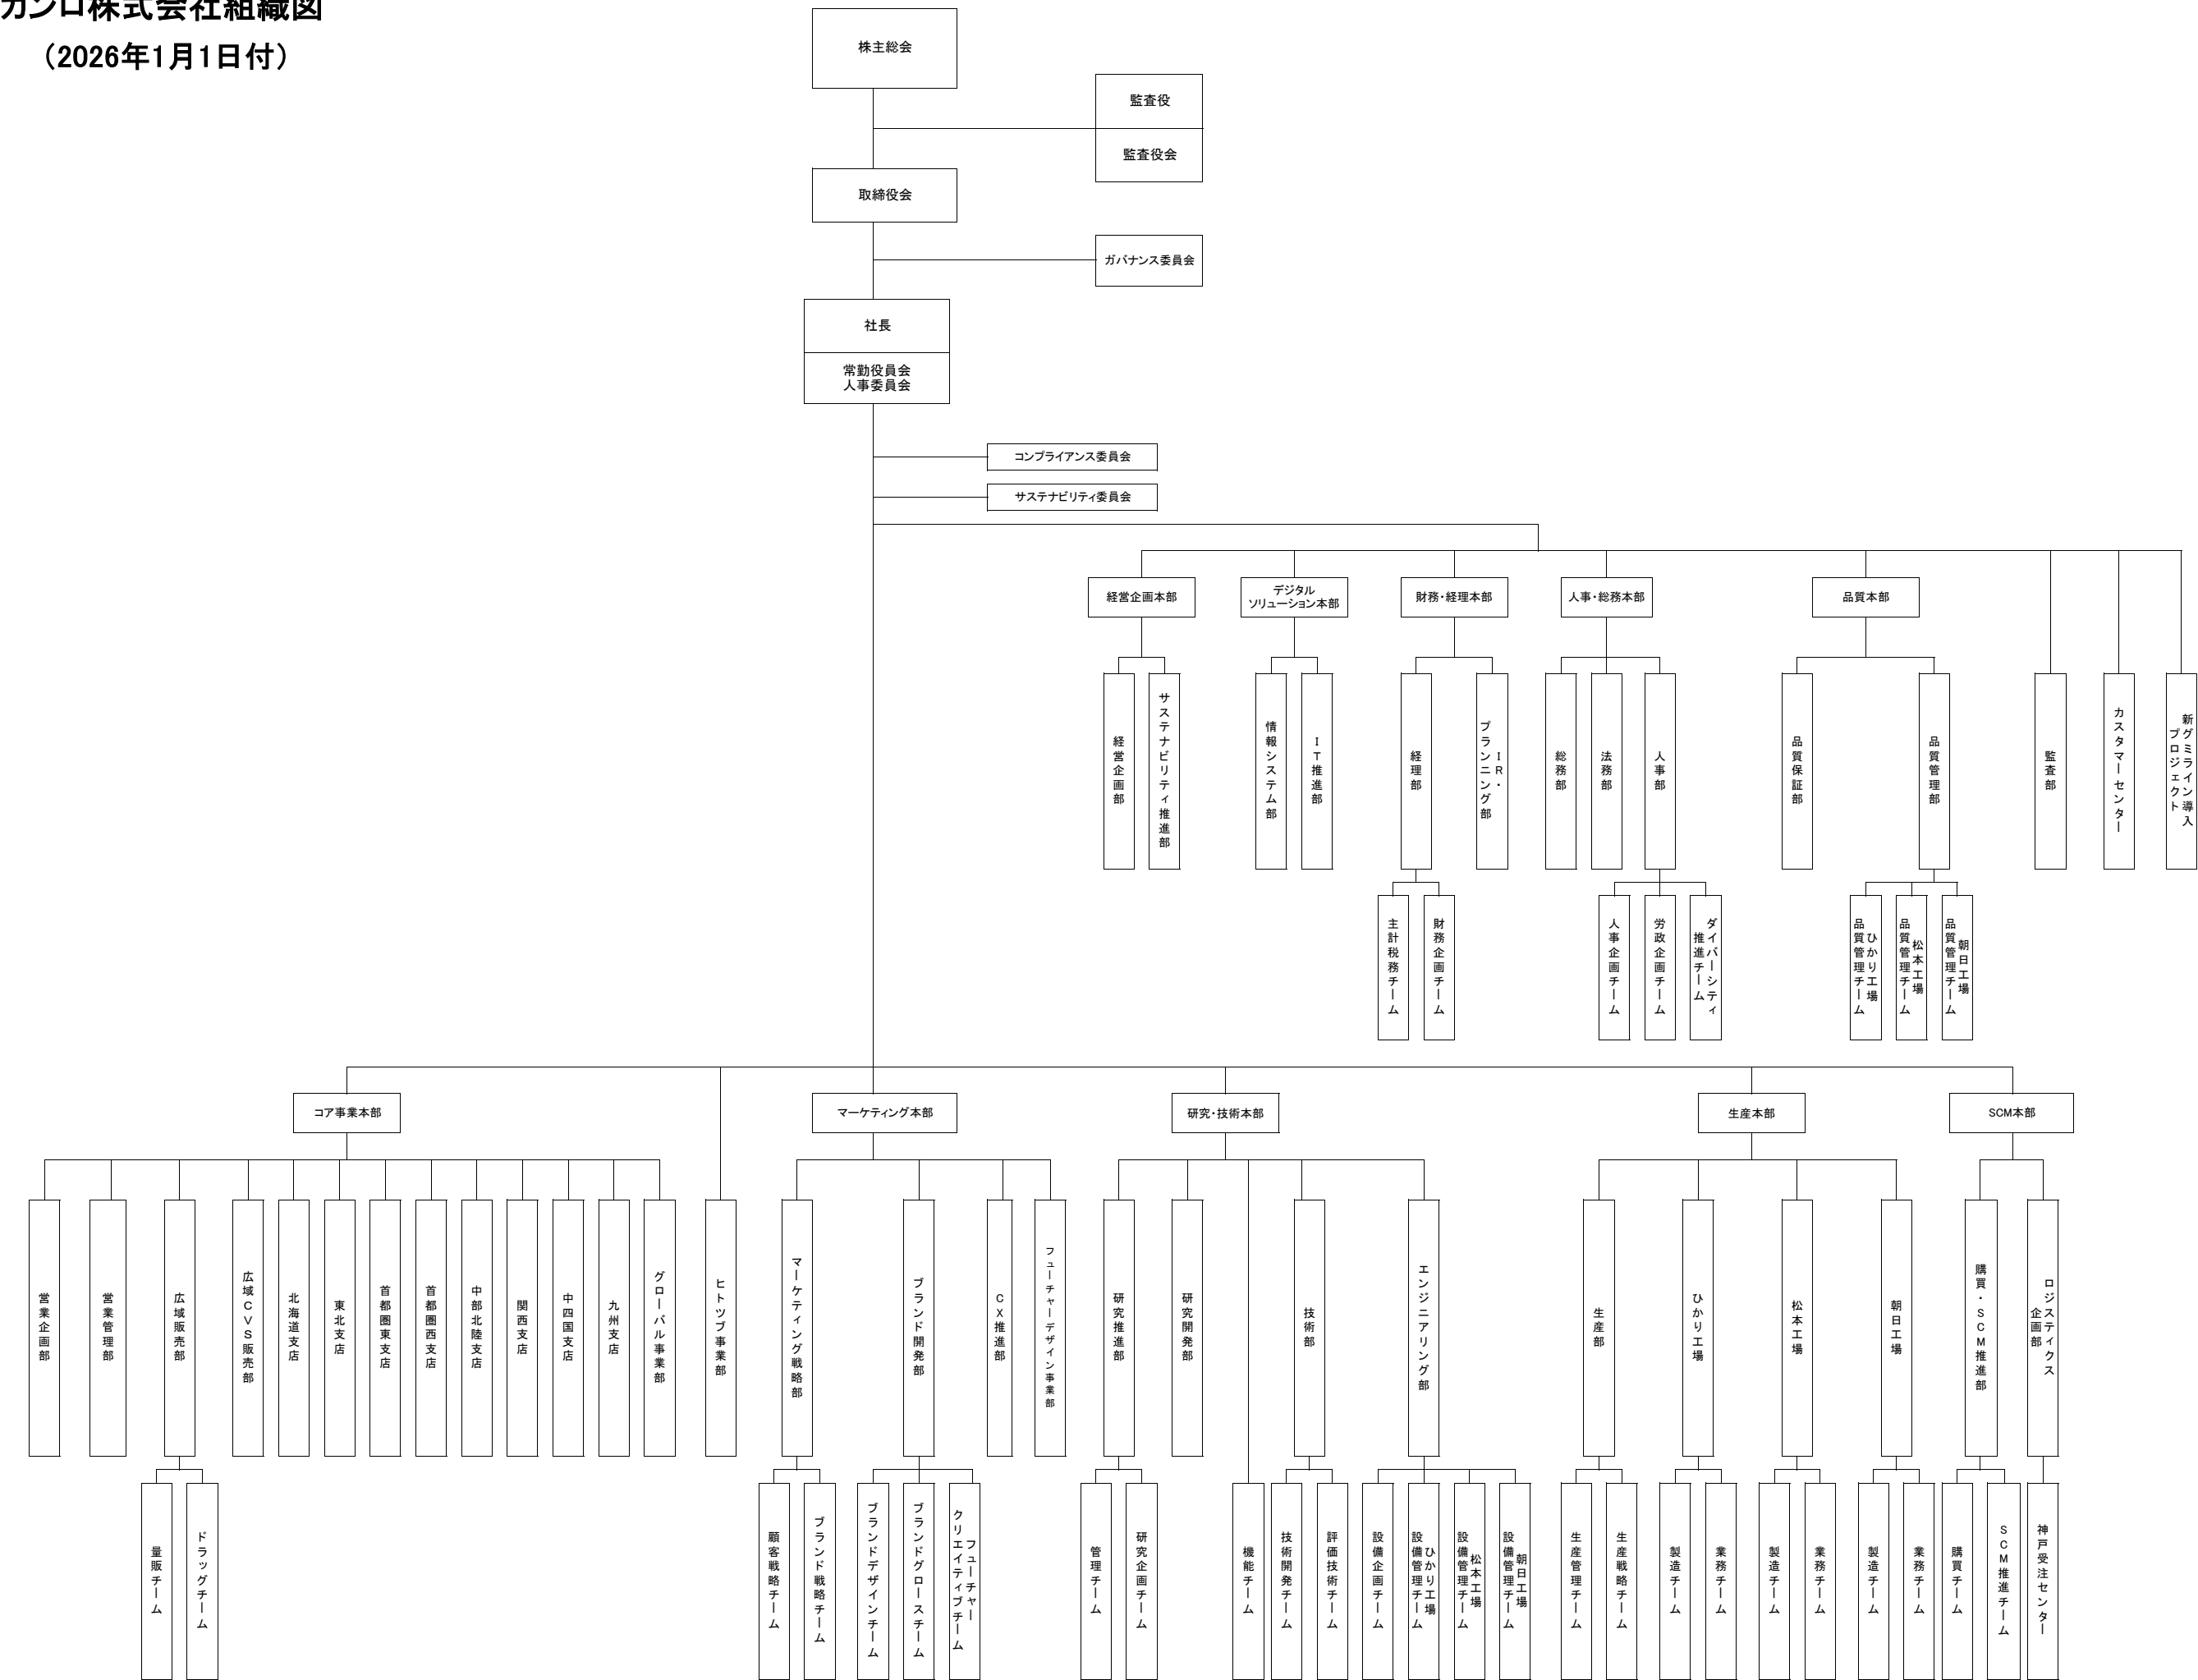 カンロ株式会社組織図
（2026年1月1日付）
株主総会
監査役
監査役会
取締役会
ガバナンス委員会
社長
常勤役員会
人事委員会
コンプライアンス委員会
サステナビリティ委員会
経営企画本部
デジタル
ソリューション本部
財務・経理本部
人事・総務本部
品質本部
経営企画部
サステナビリティ推進部
情報システム部
IT推進部
経理部
IR・
プランニング部
総務部
法務部
人事部
品質保証部
品質管理部
監査部
カスタマーセンター
新グミライン導入
プロジェクト
主計税務チーム
財務企画チーム
人事企画チーム
労政企画チーム
ダイバーシティ
推進チーム
ひかり工場
品質管理チーム
松本工場
品質管理チーム
朝日工場
品質管理チーム
コア事業本部
マーケティング本部
研究・技術本部
生産本部
SCM本部
営業企画部
営業管理部
広域販売部
広域CVS販売部
北海道支店
東北支店
首都圏東支店
首都圏西支店
中部北陸支店
関西支店
中四国支店
九州支店
グローバル事業部
ヒトツブ事業部
マーケティング戦略部
ブランド開発部
CX推進部
フューチャーデザイン事業部
研究推進部
研究開発部
技術部
エンジニアリング部
生産部
ひかり工場
松本工場
朝日工場
購買・SCM推進部
ロジスティクス
企画部
量販チーム
ドラッグチーム
顧客戦略チーム
ブランド戦略チーム
ブランドデザインチーム
ブランドグロースチーム
フューチャー
クリエイティブチーム
管理チーム
研究企画チーム
機能チーム
技術開発チーム
評価技術チーム
設備企画チーム
ひかり工場
設備管理チーム
松本工場
設備管理チーム
朝日工場
設備管理チーム
生産管理チーム
生産戦略チーム
製造チーム
業務チーム
製造チーム
業務チーム
製造チーム
業務チーム
購買チーム
SCM推進チーム
神戸受注センター